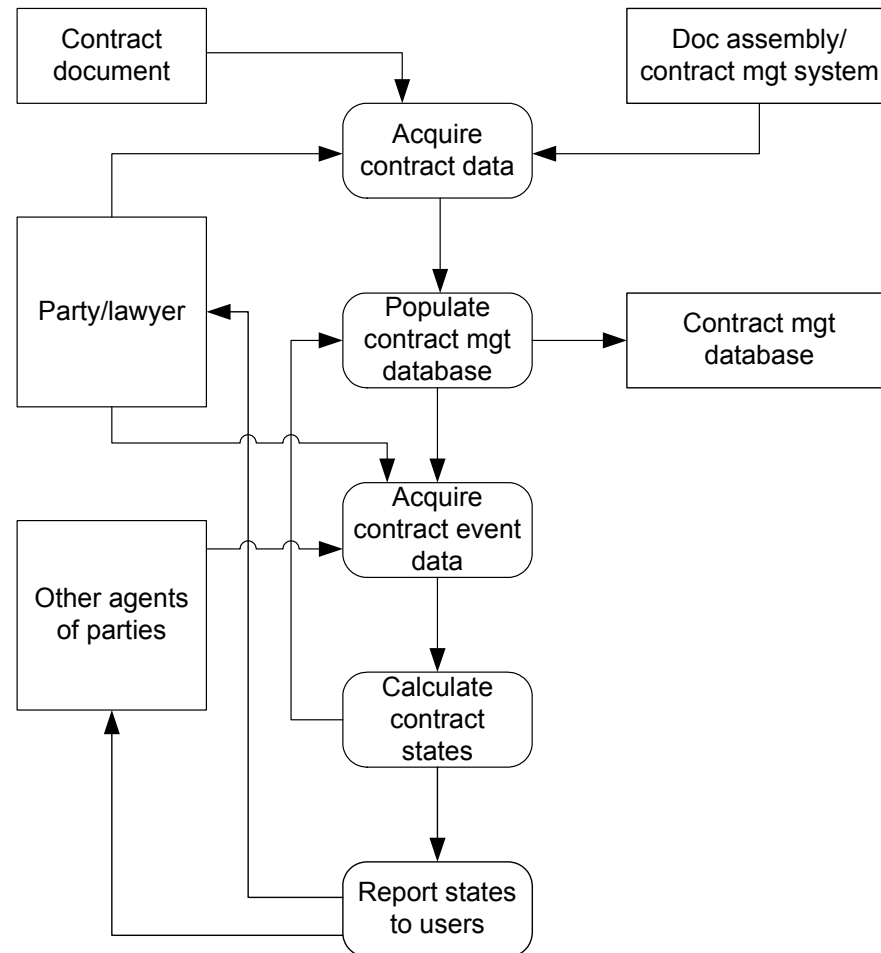 Contract
document
Doc assembly/
contract mgt system
Acquire
contract data
Party/lawyer
Populate
contract mgt
database
Contract mgt
database
Acquire
contract event
data
Other agents
of parties
Calculate
contract
states
Report states
to users